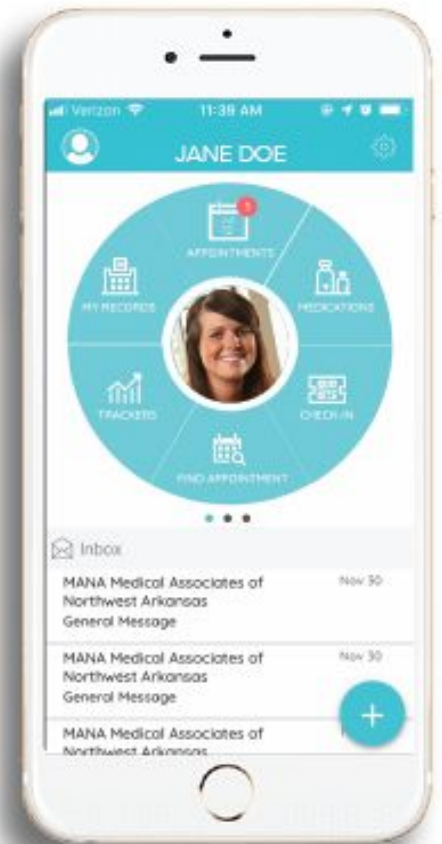 Verizon 11:39 AM
JANE DOE
APPOINTMENTS
MY RECORDS
MEDICATIONS
TRACKERS
CHECK-IN
FIND APPOINTMENT
Inbox
MANA Medical Associates of Nov 30
Northwest Arkansas
General Message
MANA Medical Associates of Nov 30
Northwest Arkansas
General Message
+
MANA Medical Associates of
Northwest Arkansas